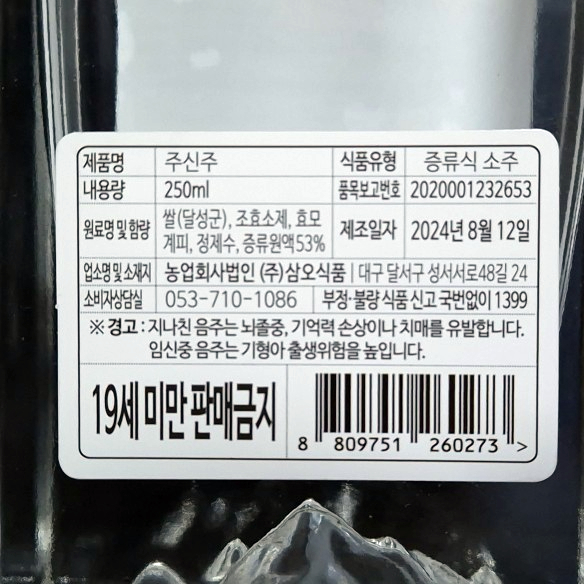 제품명 주신주 식품유형 증류식 소주
내용량 250ml 품목보고번호 2020001232653
원료명 및 함량 쌀(달성군), 조효소제, 효모
계피, 정제수, 증류원액53% 제조일자 2024년 8월 12일
업소명 및 소재지 농업회사법인 (주)삼오식품 | 대구 달서구 성서서로48길 24
소비자상담실 053-710-1086 부정·불량 식품 신고 국번없이 1399
※ 경고 : 지나친 음주는 뇌졸중, 기억력 손상이나 치매를 유발합니다.
임신중 음주는 기형아 출생위험을 높입니다.
19세 미만 판매금지
8 809751 260273 >